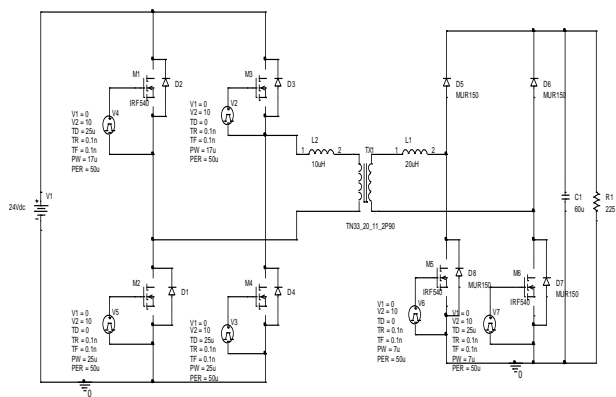 M1
D2
IRF540
V4
V1 = 0
V2 = 10
TD = 25u
TR = 0.1n
TF = 0.1n
PW = 17u
PER = 50u
M3
D3
IRF540
V2
V1 = 0
V2 = 10
TD = 0
TR = 0.1n
TF = 0.1n
PW = 17u
PER = 50u
D5
MUR150
D6
MUR150
L2
1 2
10uH
TX1
L1
1 2
20uH
TN33_20_11_2P90
V1
24Vdc
C1
60u
R1
225
M2
D1
IRF540
V5
V1 = 0
V2 = 10
TD = 0
TR = 0.1n
TF = 0.1n
PW = 25u
PER = 50u
M4
D4
IRF540
V3
V1 = 0
V2 = 10
TD = 25u
TR = 0.1n
TF = 0.1n
PW = 25u
PER = 50u
M5
D8
MUR150
IRF540
V6
V1 = 0
V2 = 10
TD = 0
TR = 0.1n
TF = 0.1n
PW = 7u
PER = 50u
M6
D7
MUR150
IRF540
V7
V1 = 0
V2 = 10
TD = 25u
TR = 0.1n
TF = 0.1n
PW = 7u
PER = 50u
0
0